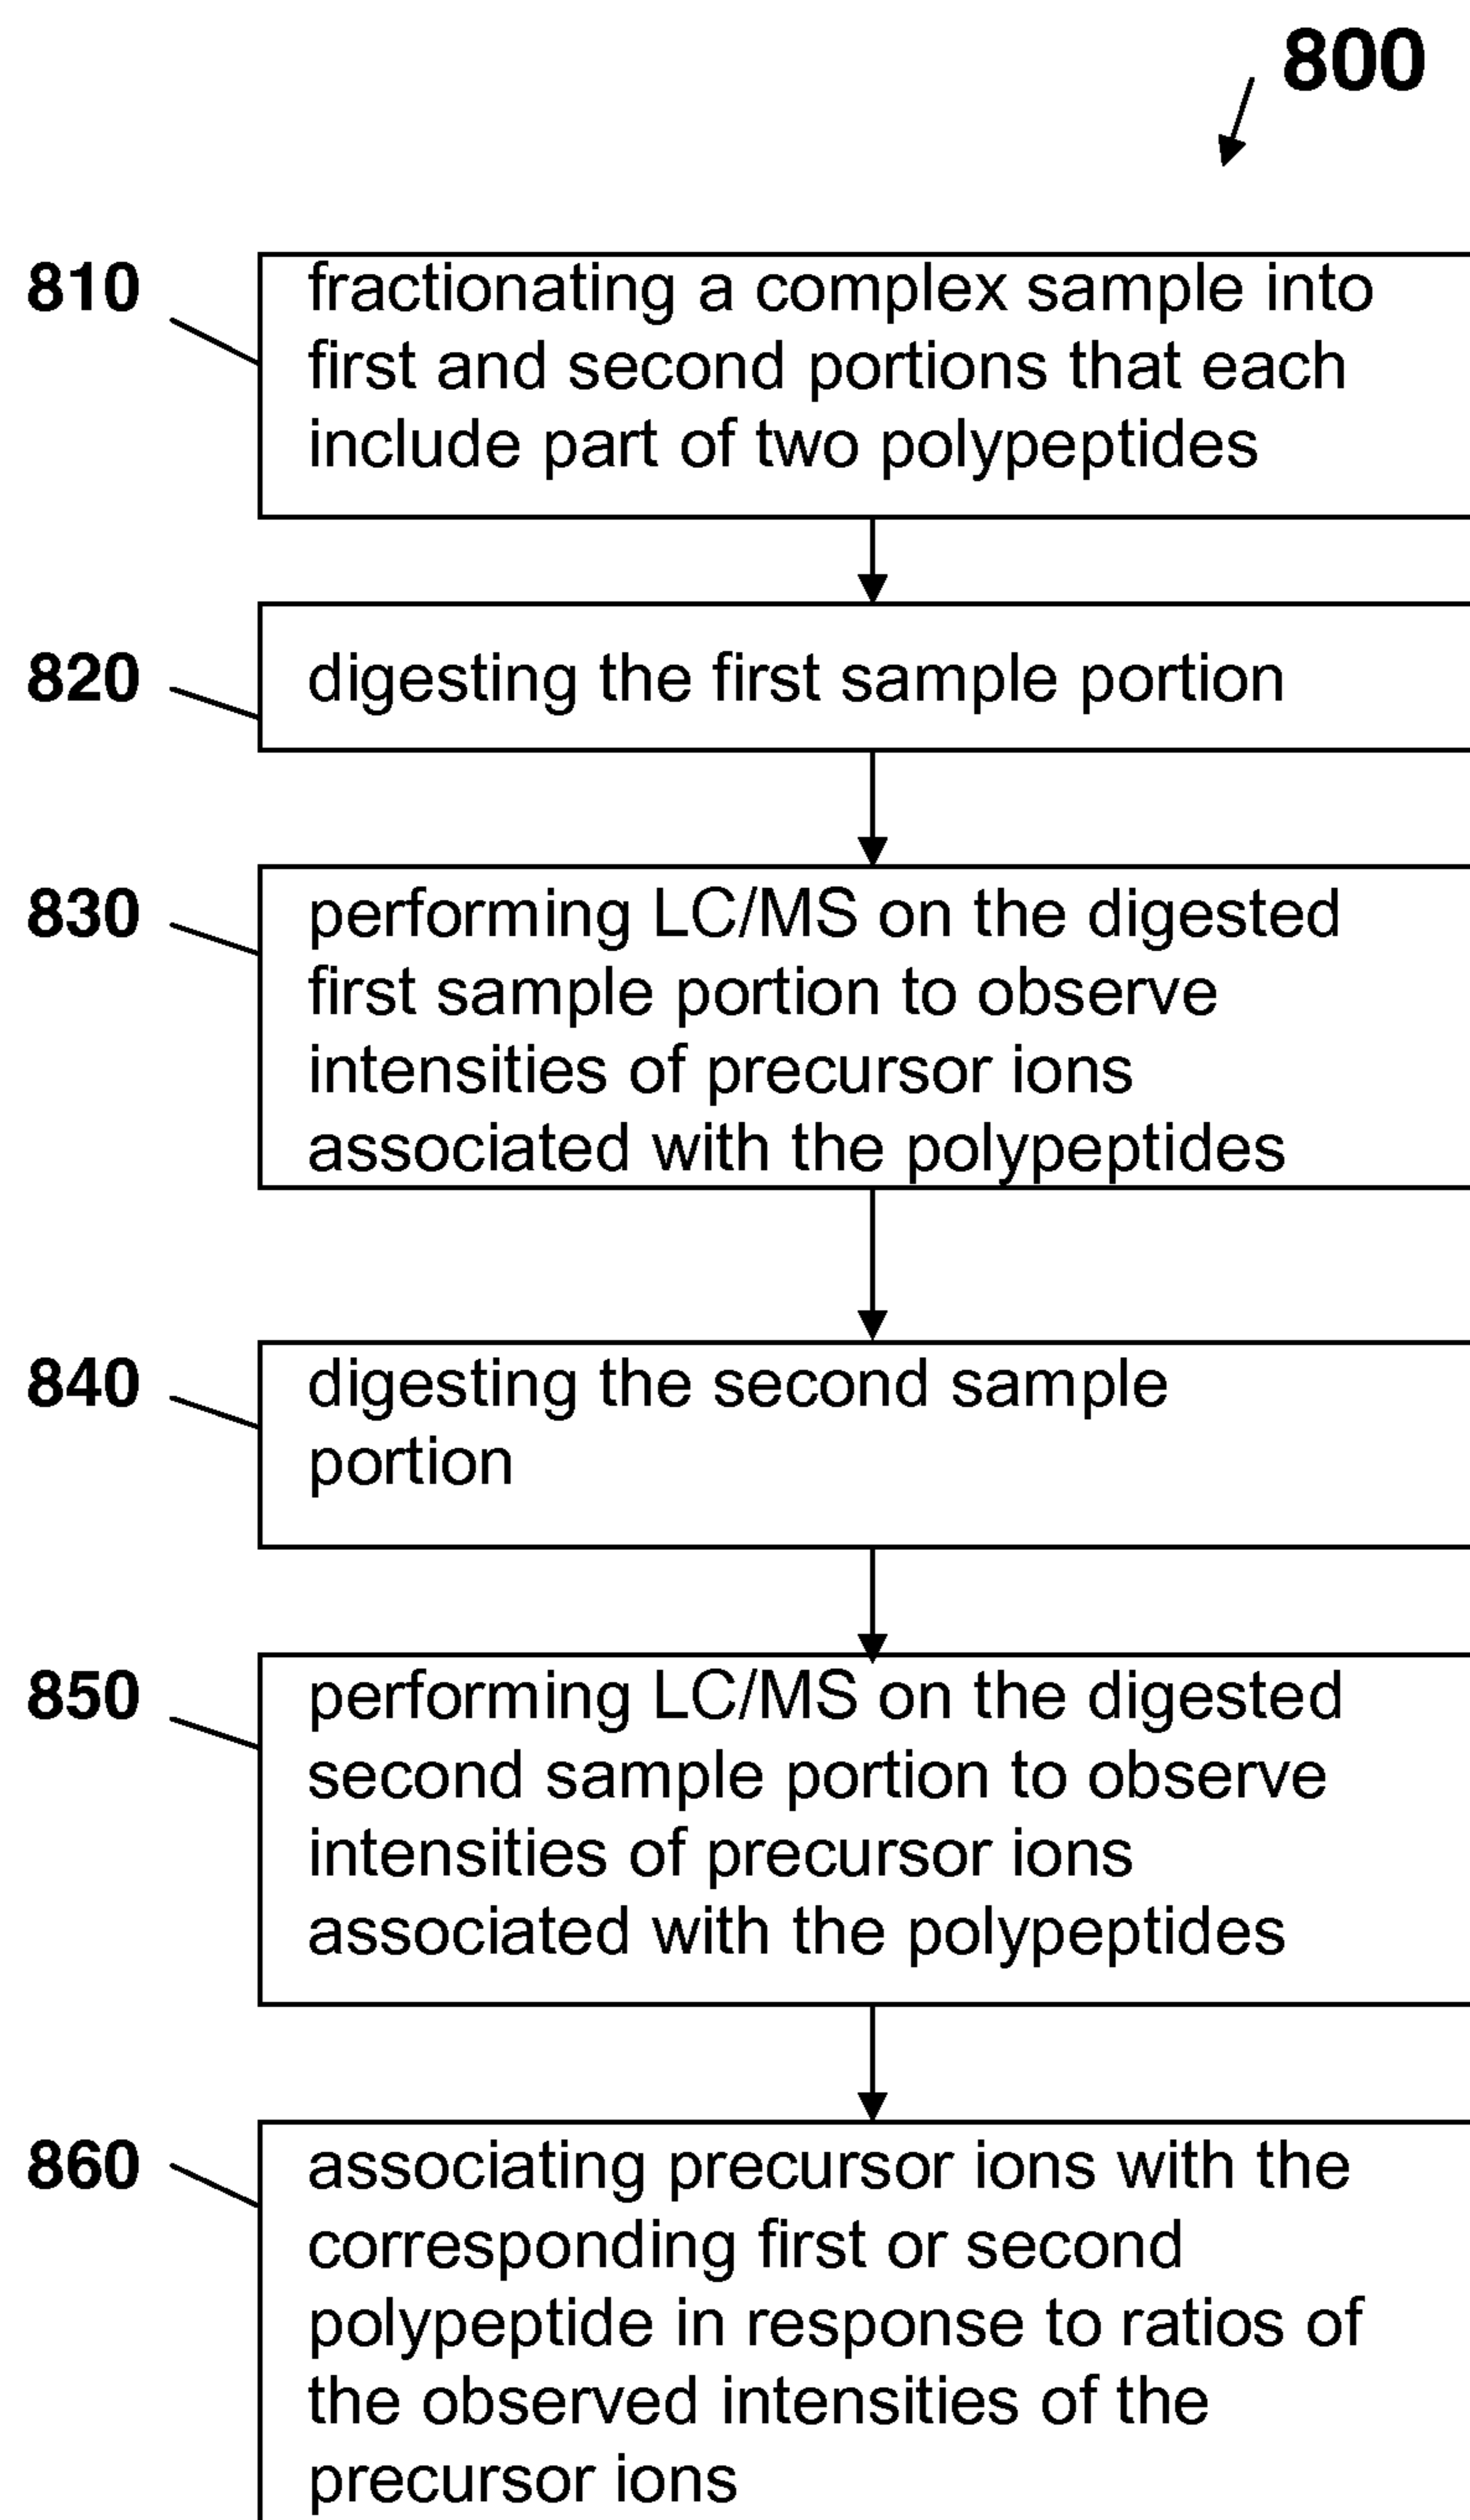 800
810
fractionating a complex sample into
first and second portions that each
include part of two polypeptides
820
digesting the first sample portion
830
performing LC/MS on the digested
first sample portion to observe
intensities of precursor ions
associated with the polypeptides
840
digesting the second sample
portion
850
performing LC/MS on the digested
second sample portion to observe
intensities of precursor ions
associated with the polypeptides
860
associating precursor ions with the
corresponding first or second
polypeptide in response to ratios of
the observed intensities of the
precursor ions